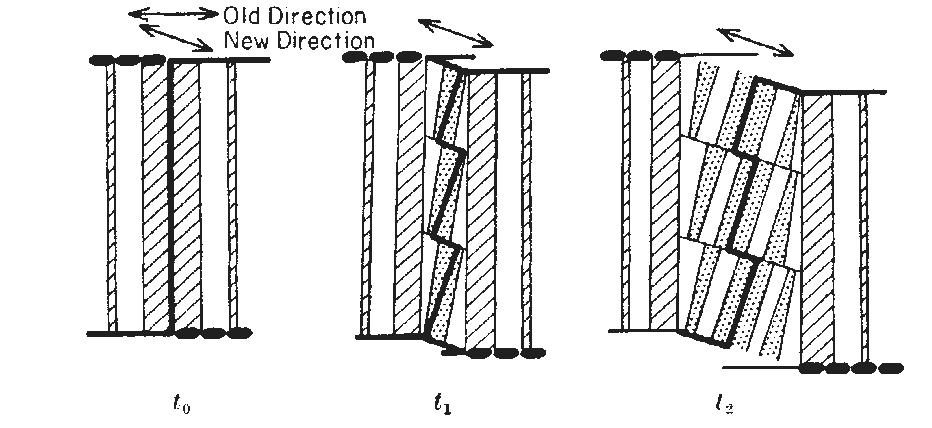 Old Direction
New Direction
t₀
t₁
t₂